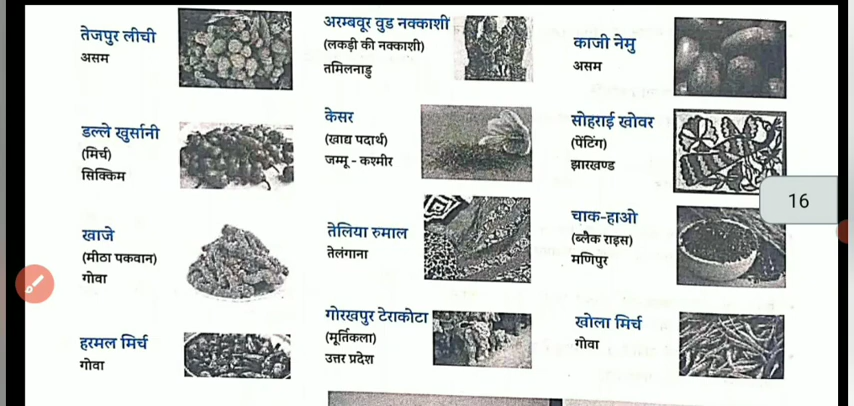 तेजपुर लीची
असम
डल्ले खुर्सानी
(मिर्च)
सिक्किम
खाजे
(मीठा पकवान)
गोवा
हरमल मिर्च
गोवा
अरम्बवूर वुड नक्काशी
(लकड़ी की नक्काशी)
तमिलनाडु
केसर
(खाद्य पदार्थ)
जम्मू - कश्मीर
तेलिया रुमाल
तेलंगाना
गोरखपुर टेराकोटा
(मूर्तिकला)
उत्तर प्रदेश
काजी नेमु
असम
सोहराई खोवर
(पेंटिंग)
झारखण्ड
चाक-हाओ
(ब्लैक राइस)
मणिपुर
खोला मिर्च
गोवा
16